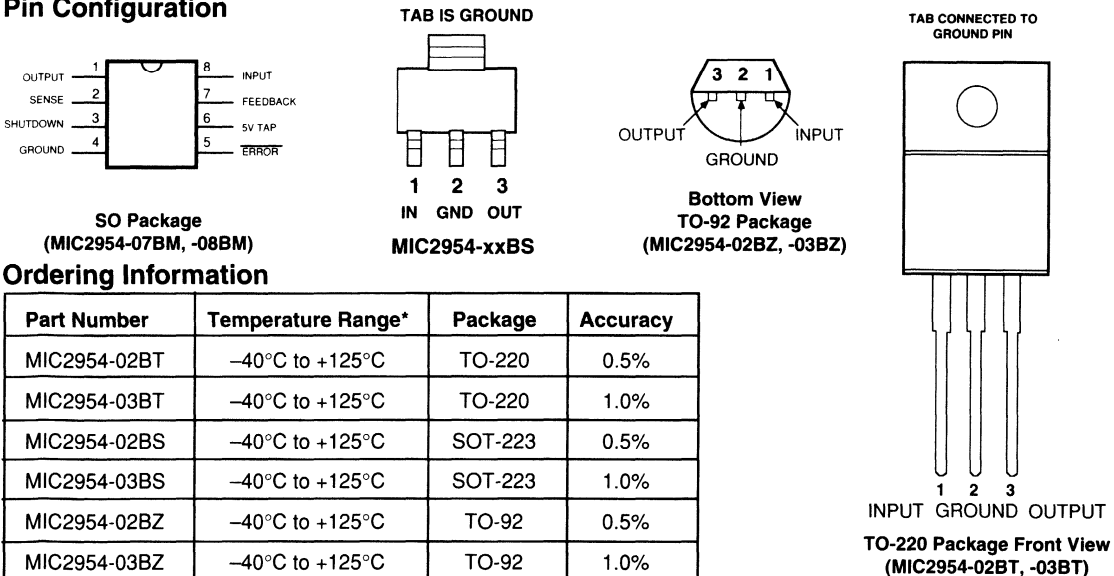 Pin Configuration
OUTPUT 1
SENSE 2
SHUTDOWN 3
GROUND 4
8 INPUT
7 FEEDBACK
6 5V TAP
5 ERROR
SO Package
(MIC2954-07BM, -08BM)
TAB IS GROUND
1 2 3
IN GND OUT
MIC2954-xxBS
3 2 1
OUTPUT INPUT
GROUND
Bottom View
TO-92 Package
(MIC2954-02BZ, -03BZ)
TAB CONNECTED TO
GROUND PIN
1 2 3
INPUT GROUND OUTPUT
TO-220 Package Front View
(MIC2954-02BT, -03BT)
Ordering Information
Part Number Temperature Range* Package Accuracy
MIC2954-02BT –40°C to +125°C TO-220 0.5%
MIC2954-03BT –40°C to +125°C TO-220 1.0%
MIC2954-02BS –40°C to +125°C SOT-223 0.5%
MIC2954-03BS –40°C to +125°C SOT-223 1.0%
MIC2954-02BZ –40°C to +125°C TO-92 0.5%
MIC2954-03BZ –40°C to +125°C TO-92 1.0%